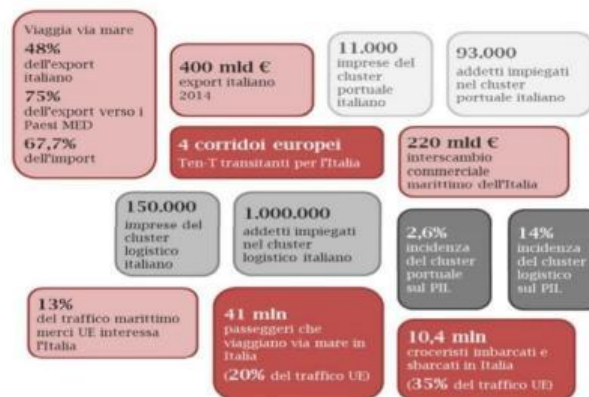 Viaggia via mare
48%
dell'export
italiano
75%
dell'export verso i
Paesi MED
67,7%
dell'import
400 mld €
export italiano
2014
11.000
imprese del
cluster
portuale
italiano
93.000
addetti impiegati
nel cluster
portuale italiano
4 corridoi europei
Ten-T transitanti per l'Italia
220 mld €
interscambio
commerciale
marittimo dell'Italia
150.000
imprese del
cluster
logistico
italiano
1.000.000
addetti impiegati
nel cluster
logistico italiano
2,6%
incidenza
del cluster
portuale
sul PIL
14%
incidenza
del cluster
logistico
sul PIL
13%
del traffico marittimo
merci UE interessa
l'Italia
41 mln
passeggeri che
viaggiano via mare in
Italia
(20% del traffico UE)
10,4 mln
croceristi imbarcati e
sbarcati in Italia
(35% del traffico UE)